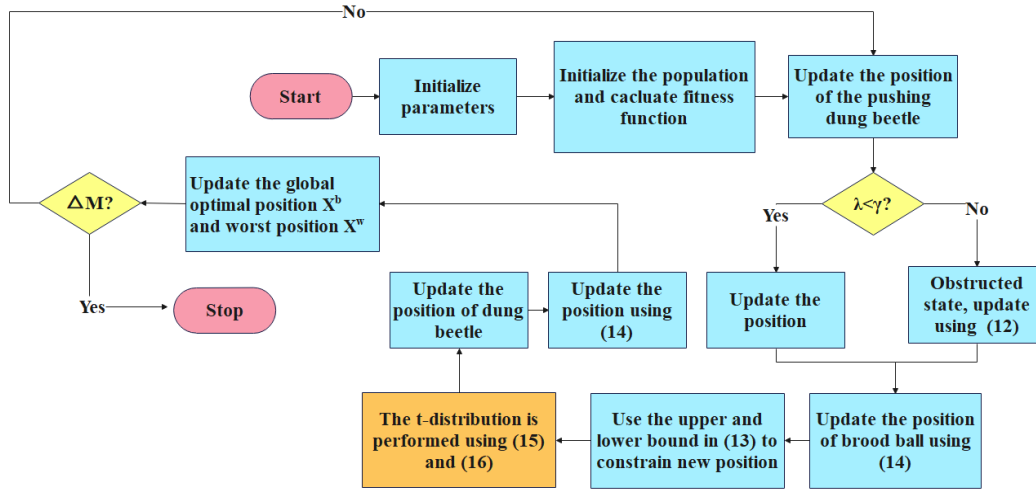 No
Start
Initialize
parameters
Initialize the population
and cacluate fitness
function
Update the position
of the pushing
dung beetle
λ<γ?
Yes
No
Update the
position
Obstructed
state, update
using (12)
Update the position
of brood ball using
(14)
Use the upper and
lower bound in (13) to
constrain new position
The t-distribution is
performed using (15)
and (16)
Update the
position of dung
beetle
Update the
position using
(14)
Update the global
optimal position Xᵇ
and worst position Xʷ
△M?
Yes
Stop